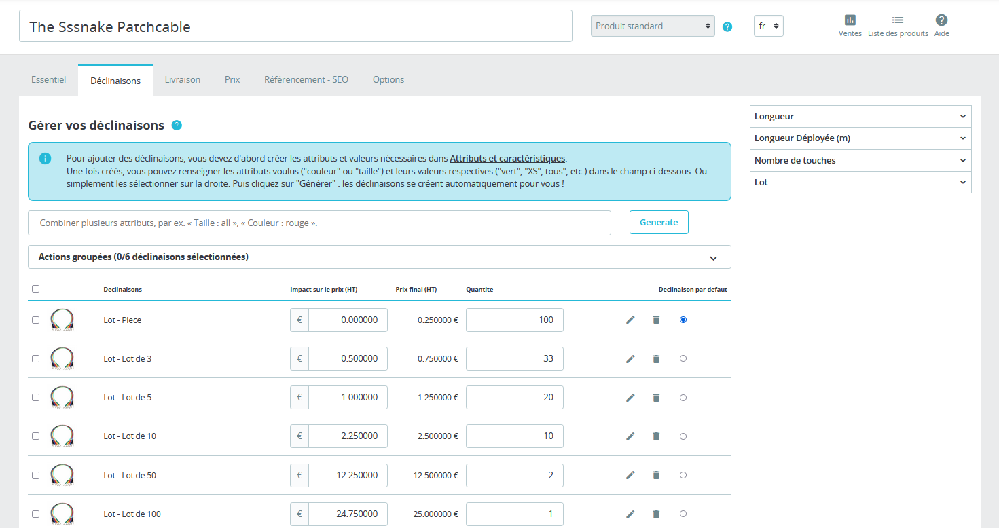 The Sssnake Patchcable
Produit standard
fr
Ventes
Liste des produits
Aide
Essentiel
Déclinaisons
Livraison
Prix
Référencement - SEO
Options
Gérer vos déclinaisons
Pour ajouter des déclinaisons, vous devez d'abord créer les attributs et valeurs nécessaires dans Attributs et caractéristiques.
Une fois créés, vous pouvez renseigner les attributs voulus ("couleur" ou "taille") et leurs valeurs respectives ("vert", "XS", tous", etc.) dans le champ ci-dessous. Ou
simplement les sélectionner sur la droite. Puis cliquez sur "Générer" : les déclinaisons se créent automatiquement pour vous !
Combiner plusieurs attributs, par ex. « Taille : all », « Couleur : rouge ».
Generate
Longueur
Longueur Déployée (m)
Nombre de touches
Lot
Actions groupées (0/6 déclinaisons sélectionnées)
Déclinaisons Impact sur le prix (HT) Prix final (HT) Quantité Déclinaison par défaut
Lot - Pièce € 0.000000 0.250000 € 100
Lot - Lot de 3 € 0.500000 0.750000 € 33
Lot - Lot de 5 € 1.000000 1.250000 € 20
Lot - Lot de 10 € 2.250000 2.500000 € 10
Lot - Lot de 50 € 12.250000 12.500000 € 2
Lot - Lot de 100 € 24.750000 25.000000 € 1